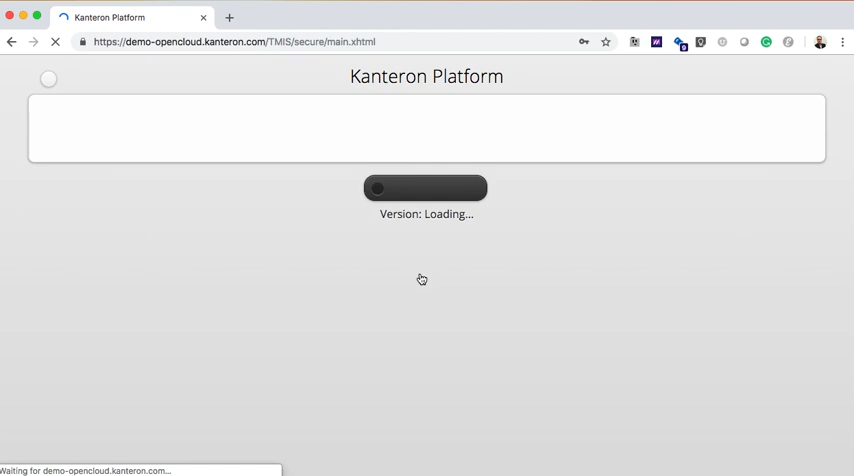 Kanteron Platform
https://demo-opencloud.kanteron.com/TMIS/secure/main.xhtml
Kanteron Platform
Version: Loading...
Waiting for demo-opencloud.kanteron.com...